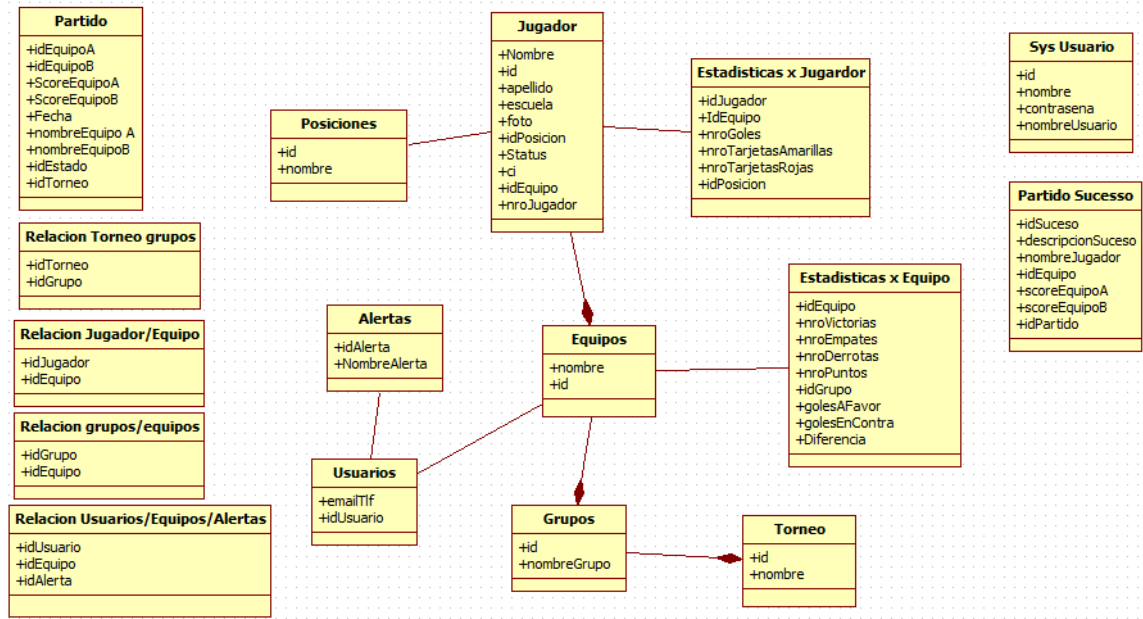 Partido
+idEquipoA
+idEquipoB
+ScoreEquipoA
+ScoreEquipoB
+Fecha
+nombreEquipo A
+nombreEquipoB
+idEstado
+idTorneo
Relacion Torneo grupos
+idTorneo
+idGrupo
Relacion Jugador/Equipo
+idJugador
+idEquipo
Relacion grupos/equipos
+idGrupo
+idEquipo
Relacion Usuarios/Equipos/Alertas
+idUsuario
+idEquipo
+idAlerta
Posiciones
+id
+nombre
Jugador
+Nombre
+id
+apellido
+escuela
+foto
+idPosicion
+Status
+ci
+idEquipo
+nroJugador
Estadisticas x Jugardor
+idJugador
+IdEquipo
+nroGoles
+nroTarjetasAmarillas
+nroTarjetasRojas
+idPosicion
Sys Usuario
+id
+nombre
+contrasena
+nombreUsuario
Partido Sucesso
+idSuceso
+descripcionSuceso
+nombreJugador
+idEquipo
+scoreEquipoA
+scoreEquipoB
+idPartido
Alertas
+idAlerta
+NombreAlerta
Equipos
+nombre
+id
Estadisticas x Equipo
+idEquipo
+nroVictorias
+nroEmpates
+nroDerrotas
+nroPuntos
+idGrupo
+golesAFavor
+golesEnContra
+Diferencia
Usuarios
+emailTlf
+idUsuario
Grupos
+id
+nombreGrupo
Torneo
+id
+nombre